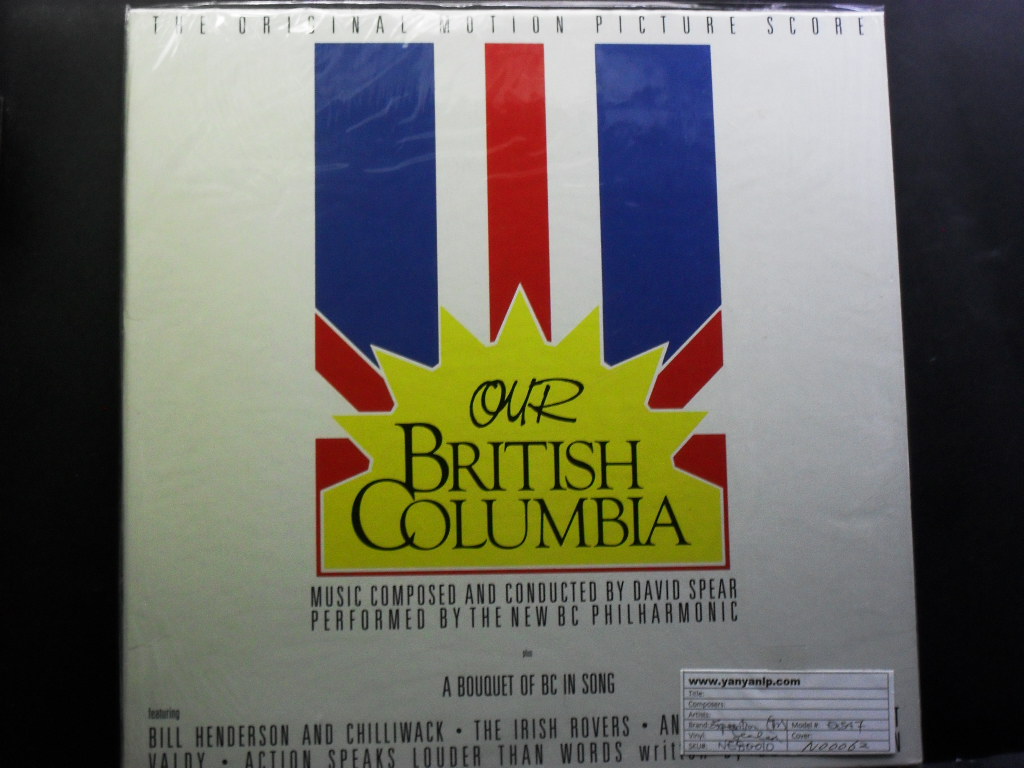 THE ORIGINAL MOTION PICTURE SCORE
OUR
BRITISH
COLUMBIA
MUSIC COMPOSED AND CONDUCTED BY DAVID SPEAR
PERFORMED BY THE NEW BC PHILHARMONIC
plus
A BOUQUET OF BC IN SONG
featuring
BILL HENDERSON AND CHILLIWACK • THE IRISH ROVERS • AN
VALDY • ACTION SPEAKS LOUDER THAN WORDS
www.yanyanlp.com
Title:
Composers:
Artists:
Brand: Model #:
Vinyl: Sealed Cover:
SKU#: N00062